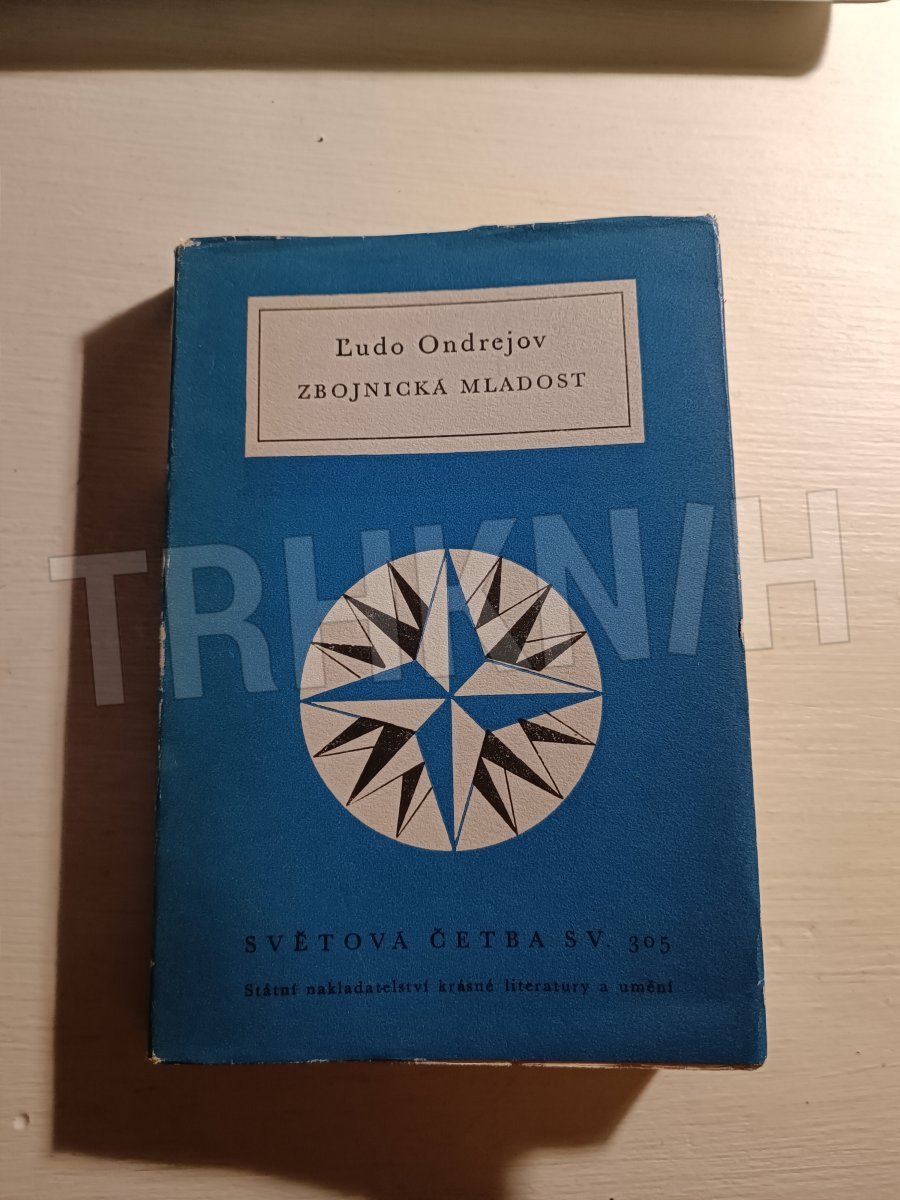 Ľudo Ondrejov
ZBOJNICKÁ MLADOST
TRHKNIH
SVĚTOVÁ ČETBA SV. 305
Státní nakladatelství krásné literatury a umění